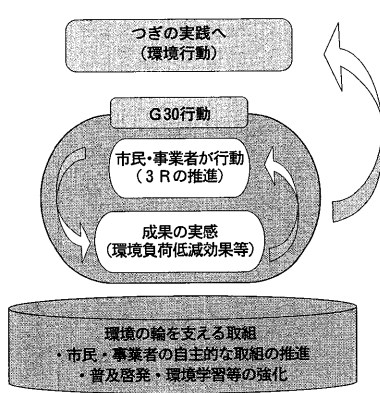 つぎの実践へ
（環境行動）
G30行動
市民・事業者が行動
（３Ｒの推進）
成果の実感
（環境負荷低減効果等）
環境の輪を支える取組
・市民・事業者の自主的な取組の推進
・普及啓発・環境学習等の強化